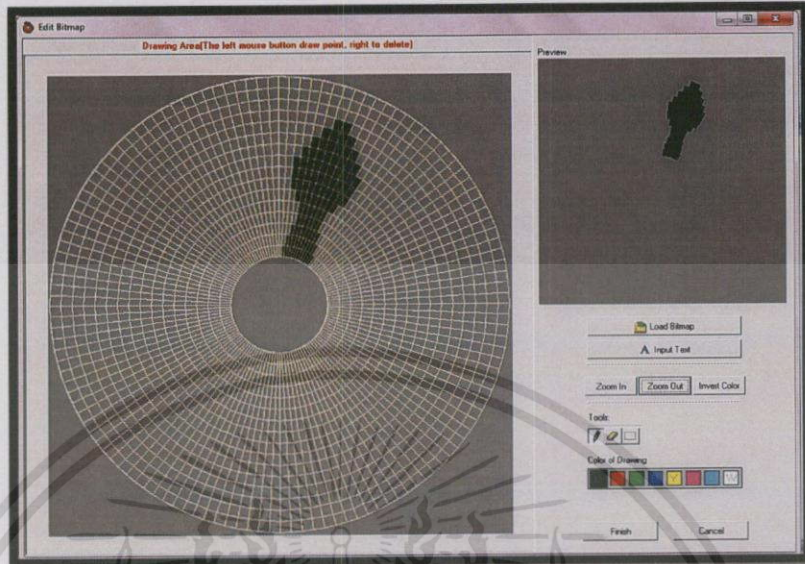 Edit Bitmap
Drawing Area(The left mouse button draw point, right to delete)
Preview
Load Bitmap
A Input Text
Zoom In Zoom Out Invert Color
Tools:
Color of Drawing
Y W
Finish Cancel